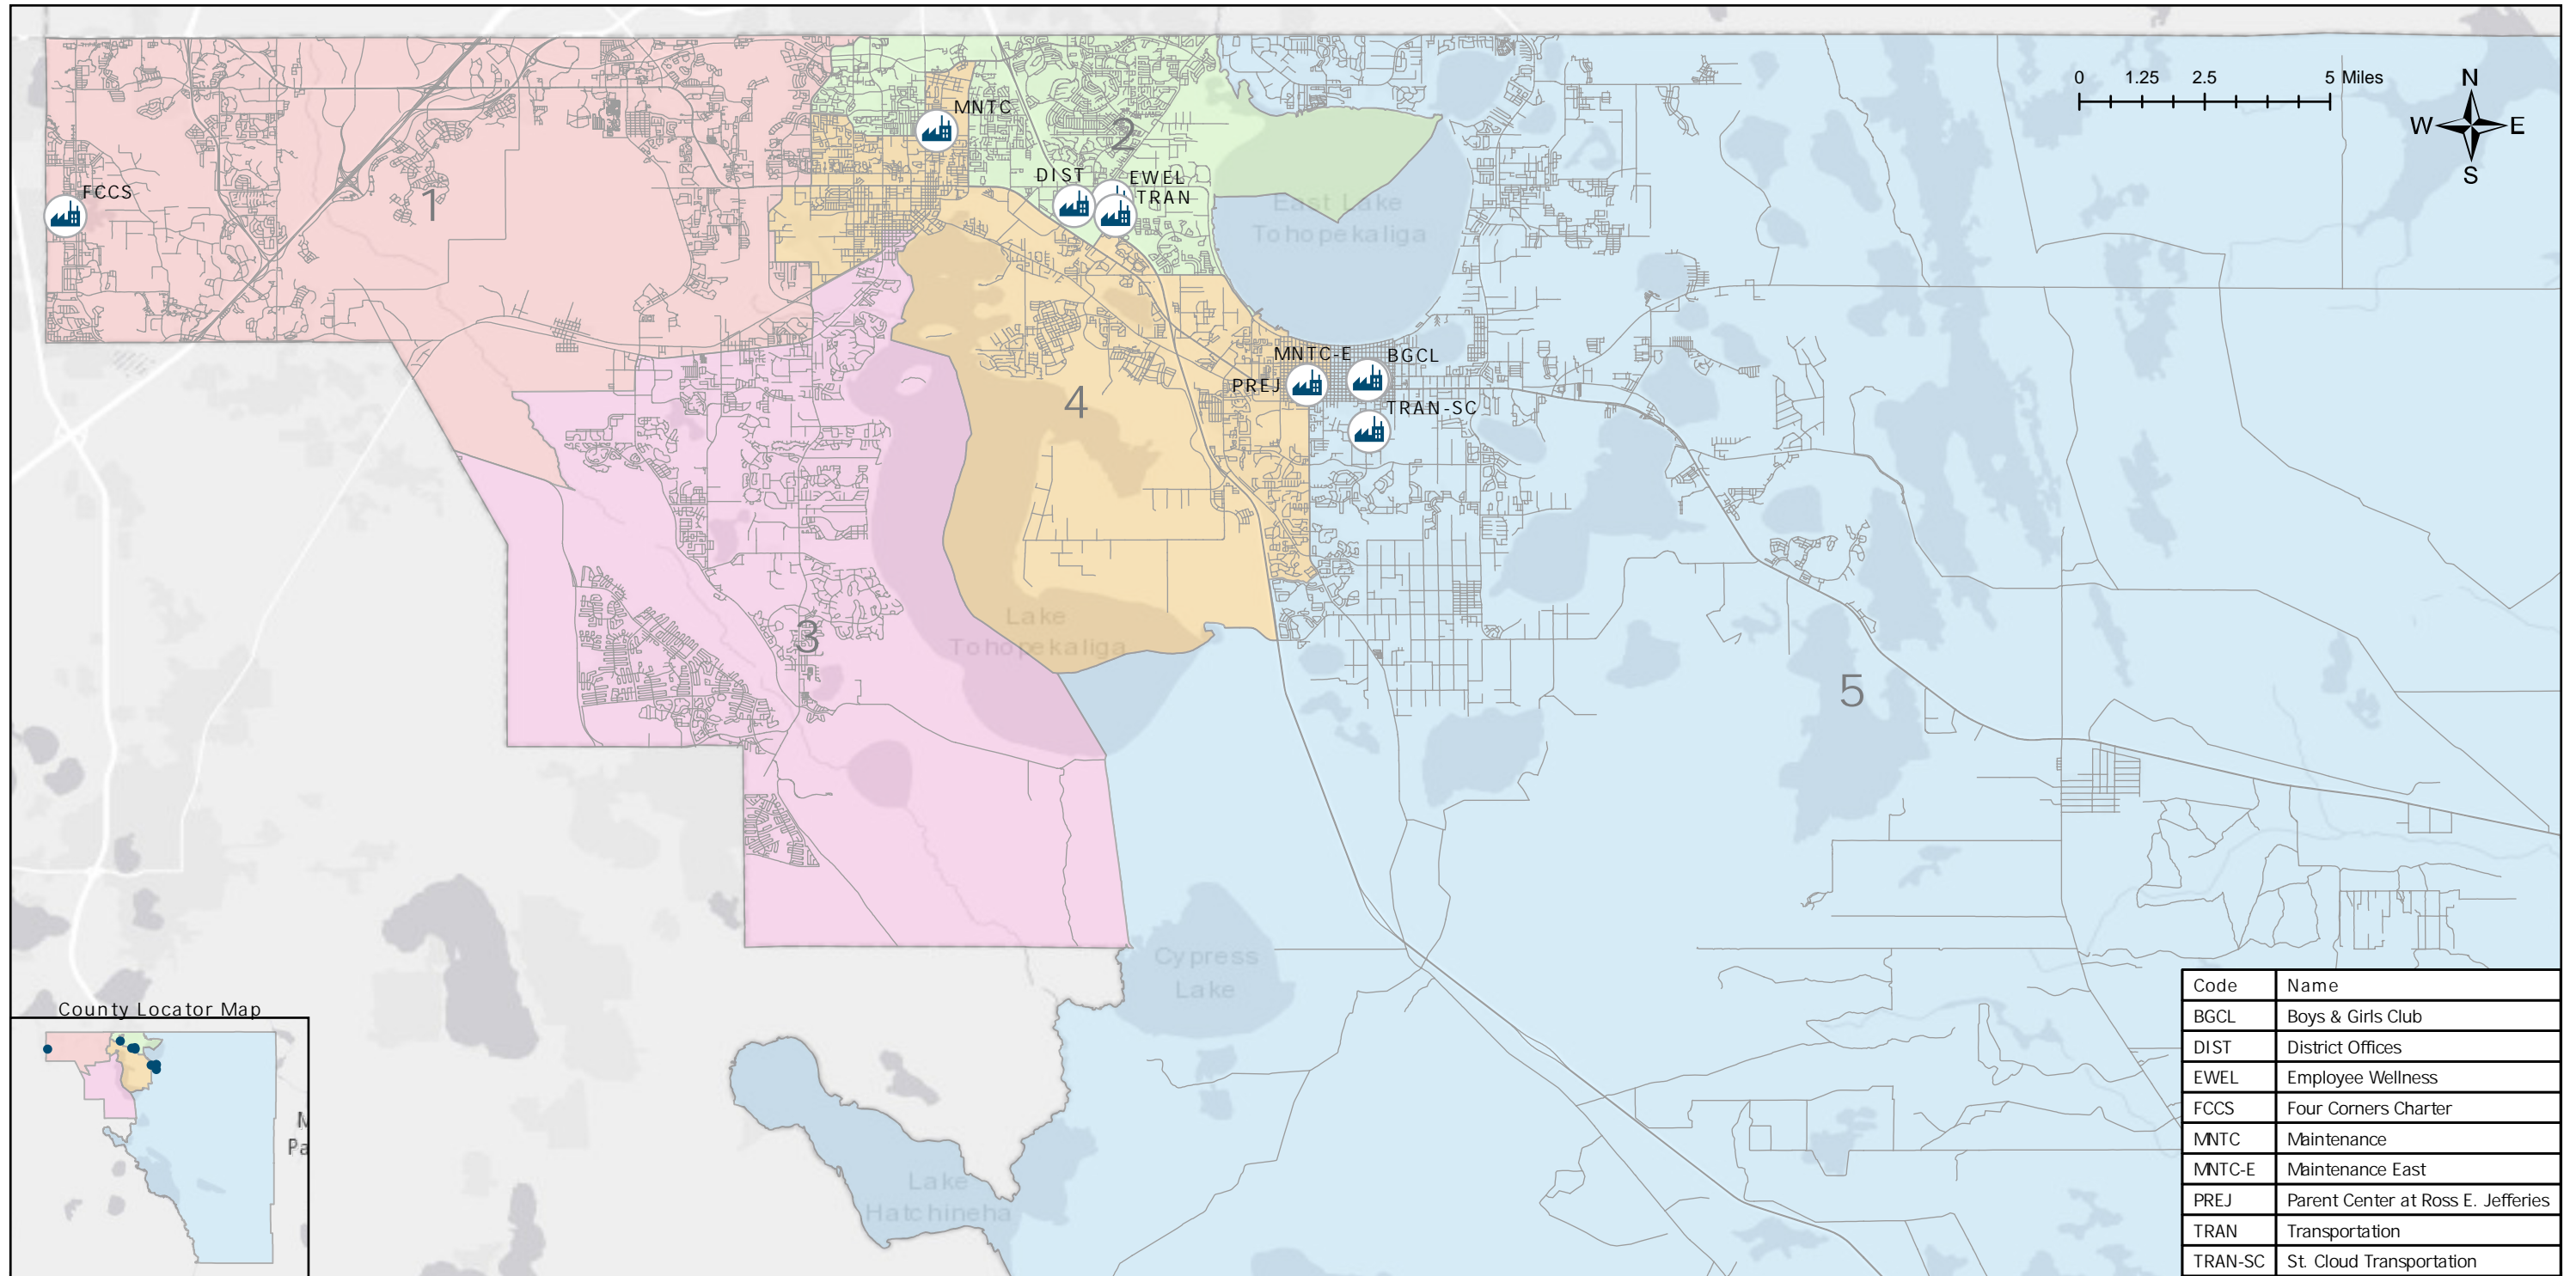 0 1.25 2.5 5 Miles
N
W E
S
MNTC
2
DIST
EWEL
TRAN
FCCS
1
East Lake
Tohopekaliga
MNTC-E
BGCL
PREJ
4
TRAN-SC
Lake
Tohopekaliga
3
5
Cypress
Lake
Lake
Hatchineha
County Locator Map
Pa
Code Name
BGCL Boys & Girls Club
DIST District Offices
EWEL Employee Wellness
FCCS Four Corners Charter
MNTC Maintenance
MNTC-E Maintenance East
PREJ Parent Center at Ross E. Jefferies
TRAN Transportation
TRAN-SC St. Cloud Transportation